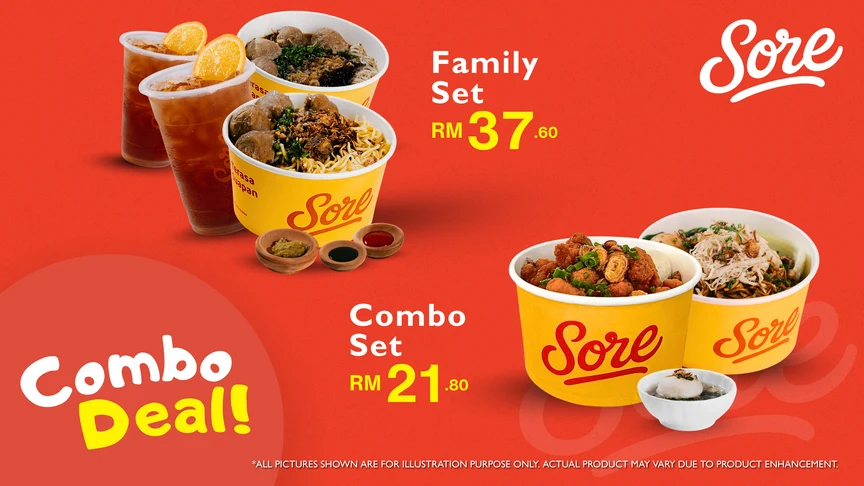 Sore
Family
Set
RM 37.60
Sore
Combo
Set
RM 21.80
Sore
Sore
Combo
Deal!
*ALL PICTURES SHOWN ARE FOR ILLUSTRATION PURPOSE ONLY. ACTUAL PRODUCT MAY VARY DUE TO PRODUCT ENHANCEMENT.